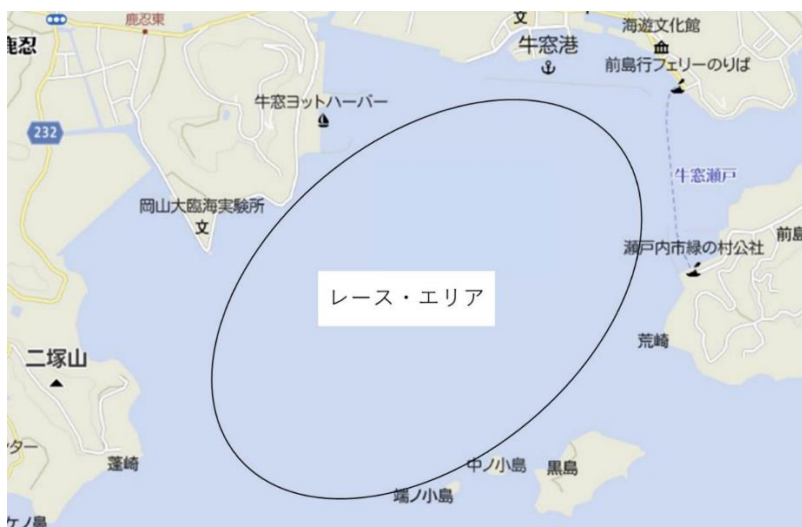 鹿忍東
鹿忍
文
牛窓港
海遊文化館
前島行フェリーのりば
牛窓ヨットハーバー
232
牛窓瀬戸
岡山大臨海実験所
文
前島
瀬戸内市緑の村公社
レース・エリア
荒崎
二塚山
ンター
蓬崎
中ノ小島
黒島
端ノ小島
ケノ鼻